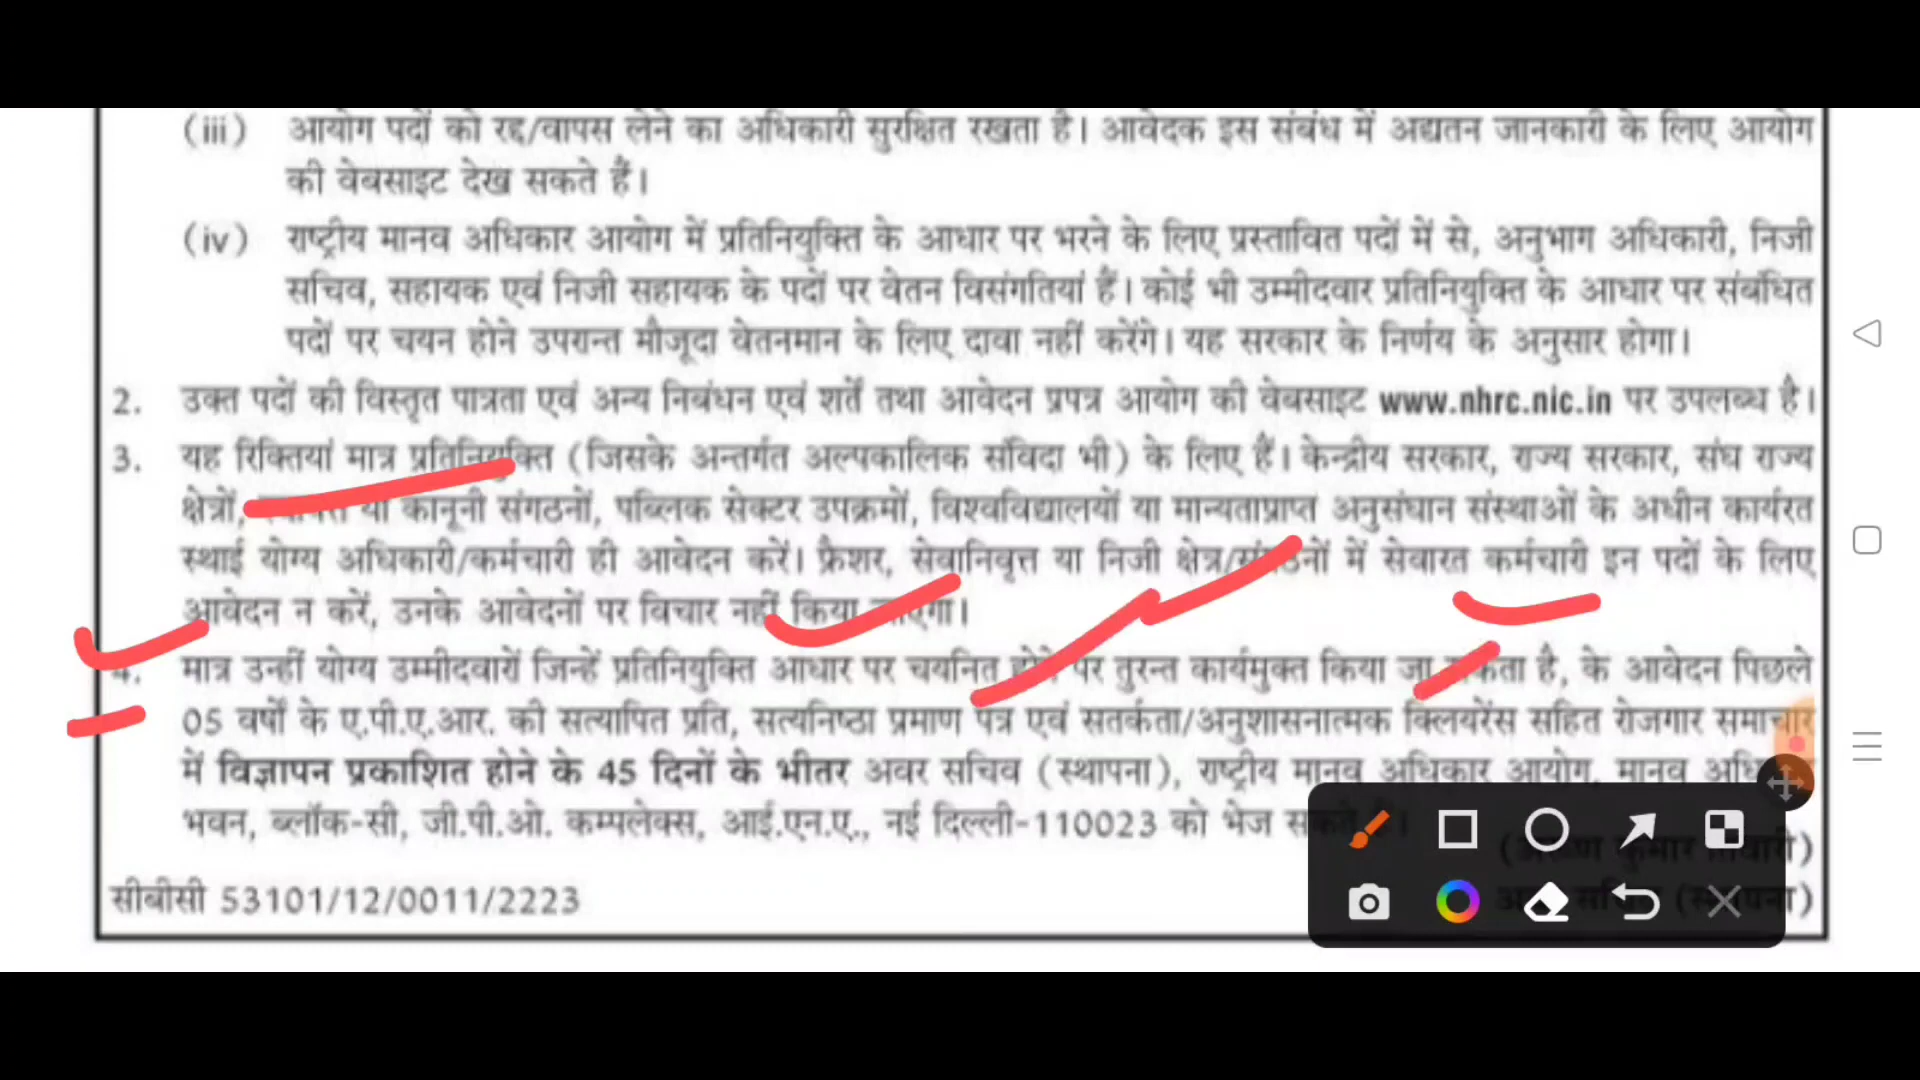 (iii) आयोग पदों को रद्द/वापस लेने का अधिकारी सुरक्षित रखता है। आवेदक इस संबंध में अद्यतन जानकारी के लिए आयोग
की वेबसाइट देख सकते हैं।
(iv) राष्ट्रीय मानव अधिकार आयोग में प्रतिनियुक्ति के आधार पर भरने के लिए प्रस्तावित पदों में से, अनुभाग अधिकारी, निजी
सचिव, सहायक एवं निजी सहायक के पदों पर वेतन विसंगतियां हैं। कोई भी उम्मीदवार प्रतिनियुक्ति के आधार पर संबंधित
पदों पर चयन होने उपरान्त मौजूदा वेतनमान के लिए दावा नहीं करेंगे। यह सरकार के निर्णय के अनुसार होगा।
2. उक्त पदों की विस्तृत पात्रता एवं अन्य निबंधन एवं शर्तें तथा आवेदन प्रपत्र आयोग की वेबसाइट www.nhrc.nic.in पर उपलब्ध है।
3. यह रिक्तियां मात्र प्रतिनियुक्ति (जिसके अन्तर्गत अल्पकालिक संविदा भी) के लिए हैं। केन्द्रीय सरकार, राज्य सरकार, संघ राज्य
क्षेत्रों, या कानूनी संगठनों, पब्लिक सेक्टर उपक्रमों, विश्वविद्यालयों या मान्यताप्राप्त अनुसंधान संस्थाओं के अधीन कार्यरत
स्थाई योग्य अधिकारी/कर्मचारी ही आवेदन करें। फ्रैशर, सेवानिवृत्त या निजी क्षेत्र/ में सेवारत कर्मचारी इन पदों के लिए
आवेदन न करें, उनके आवेदनों पर विचार नहीं किया जाएगा।
4. मात्र उन्हीं योग्य उम्मीदवारों जिन्हें प्रतिनियुक्ति आधार पर चयनित होने पर तुरन्त कार्यमुक्त किया जा सकता है, के आवेदन पिछले
05 वर्षों के ए.पी.ए.आर. की सत्यापित प्रति, सत्यनिष्ठा प्रमाण पत्र एवं सतर्कता/अनुशासनात्मक क्लियरेंस सहित रोजगार समाचार
में विज्ञापन प्रकाशित होने के 45 दिनों के भीतर अवर सचिव (स्थापना), राष्ट्रीय मानव अधिकार आयोग, मानव
भवन, ब्लॉक-सी, जी.पी.ओ. कम्पलेक्स, आई.एन.ए., नई दिल्ली-110023 को भेज सकते हैं।
सीबीसी 53101/12/0011/2223